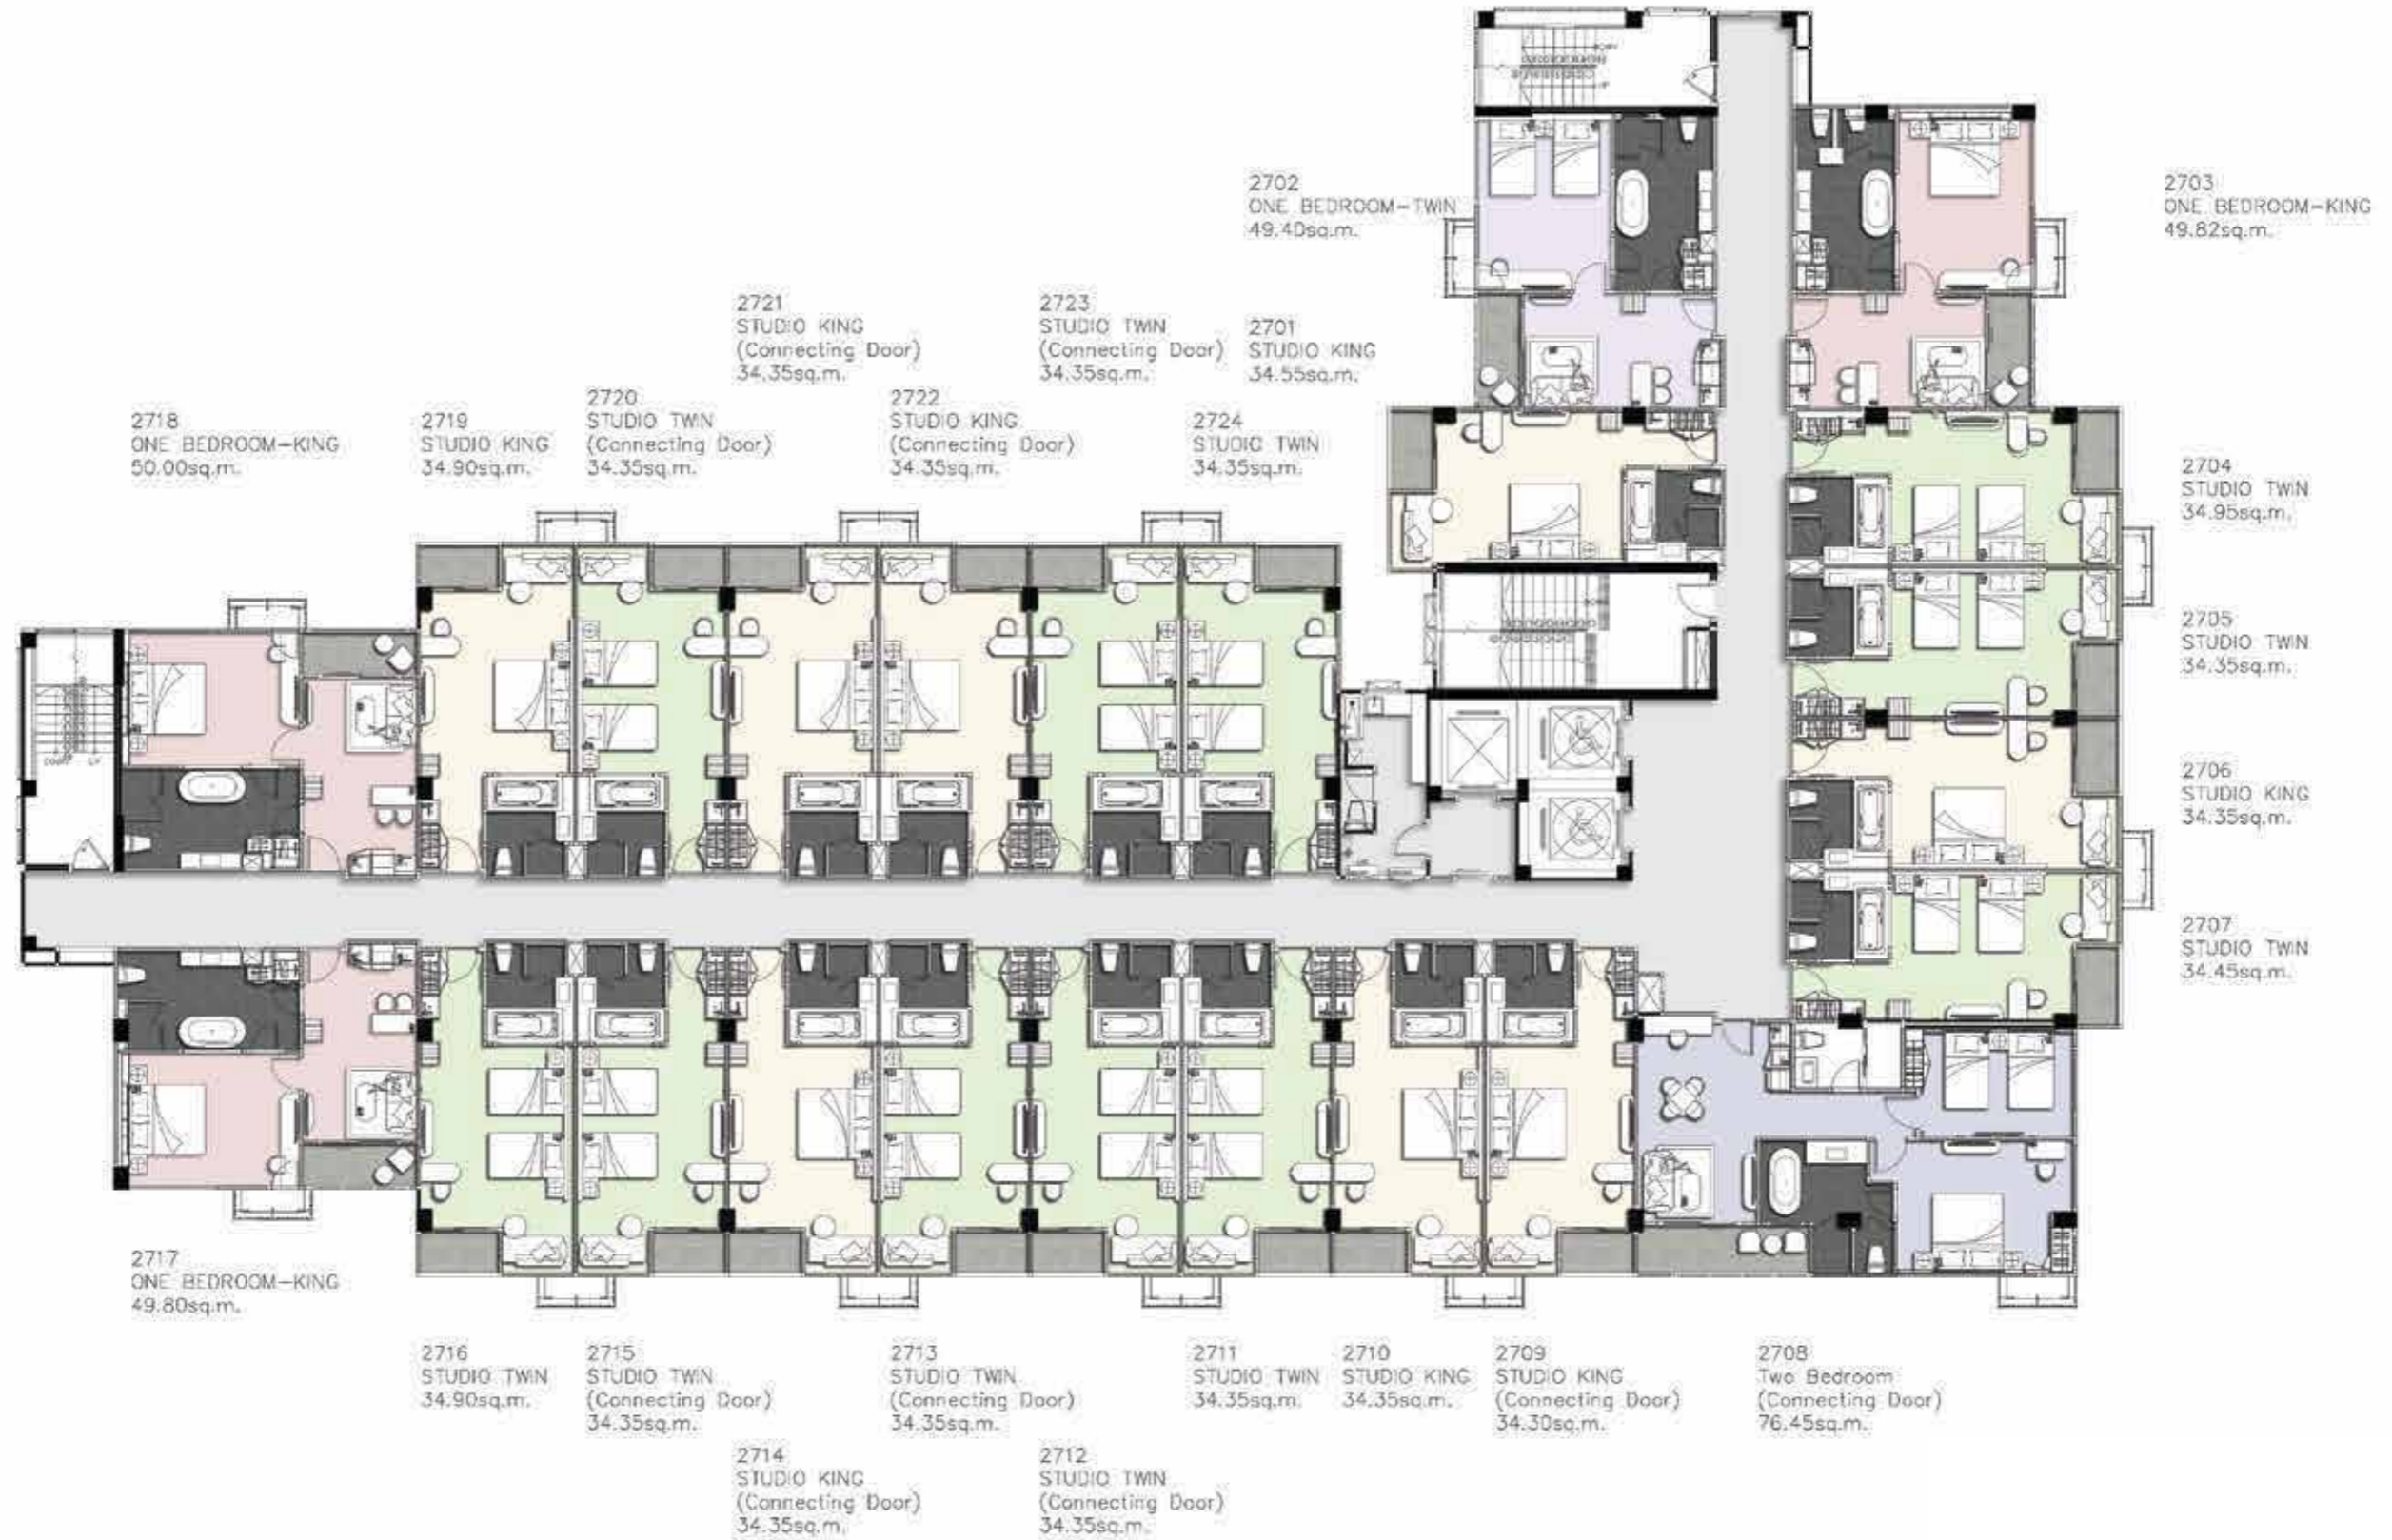 2702
ONE BEDROOM-TWIN
49.40sq.m.
2703
ONE BEDROOM-KING
49.82sq.m.
2721
STUDIO KING
(Connecting Door)
34.35sq.m.
2723
STUDIO TWIN
(Connecting Door)
34.35sq.m.
2701
STUDIO KING
34.55sq.m.
2718
ONE BEDROOM-KING
50.00sq.m.
2719
STUDIO KING
34.90sq.m.
2720
STUDIO TWIN
(Connecting Door)
34.35sq.m.
2722
STUDIO KING
(Connecting Door)
34.35sq.m.
2724
STUDIO TWIN
34.35sq.m.
2704
STUDIO TWIN
34.95sq.m.
2705
STUDIO TWIN
34.35sq.m.
2706
STUDIO KING
34.35sq.m.
2707
STUDIO TWIN
34.45sq.m.
2717
ONE BEDROOM-KING
49.80sq.m.
2716
STUDIO TWIN
34.90sq.m.
2715
STUDIO TWIN
(Connecting Door)
34.35sq.m.
2713
STUDIO TWIN
(Connecting Door)
34.35sq.m.
2711
STUDIO TWIN
34.35sq.m.
2710
STUDIO KING
34.35sq.m.
2709
STUDIO KING
(Connecting Door)
34.30sq.m.
2708
Two Bedroom
(Connecting Door)
76.45sq.m.
2714
STUDIO KING
(Connecting Door)
34.35sq.m.
2712
STUDIO TWIN
(Connecting Door)
34.35sq.m.